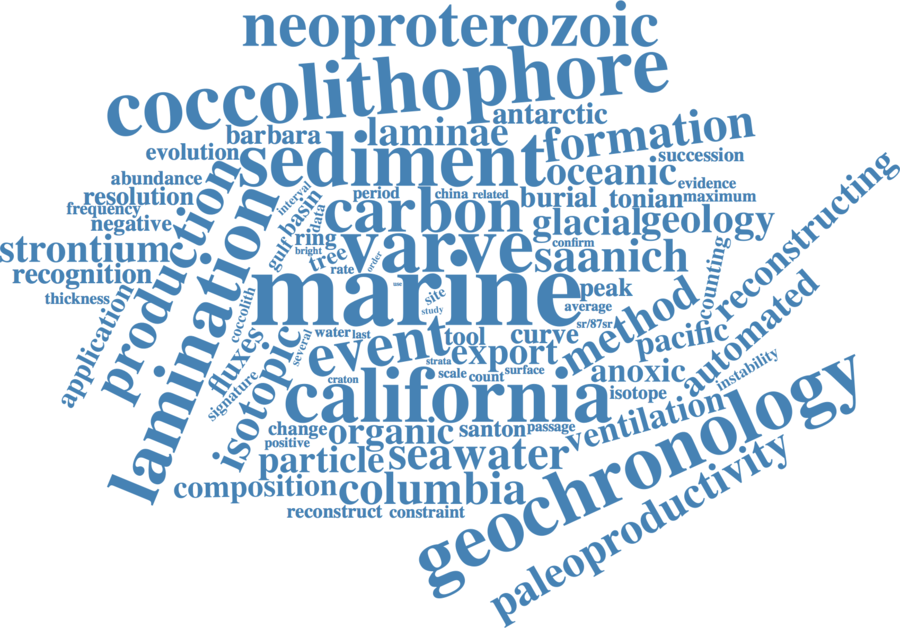 neoproterozoic
coccolithophore
antarctic
barbara
laminae
formation
evolution
sediment
oceanic
succession
abundance
evidence
resolution
interval
period
china
related
burial
tonian
maximum
frequency
production
basin
data
carbon
glacial
geology
reconstructing
negative
lamination
gulf
ring
varve
confirm
strontium
bright
tree
order
saanich
counting
recognition
rate
marine
use
peak
thickness
site
average
application
coccolith
study
method
sr/87sr
fluxes
water
last
event
tool
curve
pacific
automated
several
strata
export
signature
isotopic
craton
scale
count
surface
anoxic
instability
california
isotope
change
organic
santon
passage
ventilation
positive
particle
seawater
geochronology
composition
columbia
paleoproductivity
reconstruct
constraint